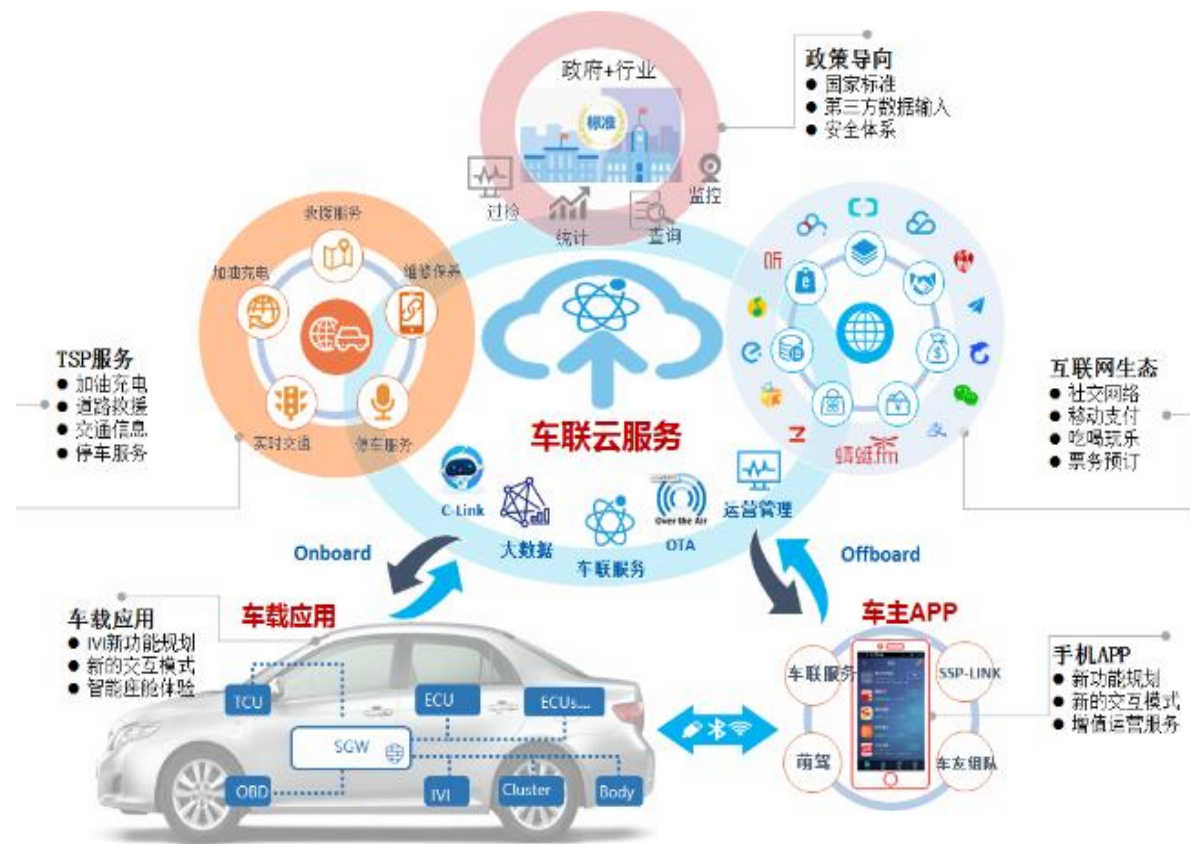 政府+行业
标准
过检
统计
查询
监控
政策导向
● 国家标准
● 第三方数据输入
● 安全体系
救援服务
加油充电
维修保养
实时交通
停车服务
TSP服务
● 加油充电
● 道路救援
● 交通信息
● 停车服务
听
蜻蜓.fm
互联网生态
● 社交网络
● 移动支付
● 吃喝玩乐
● 票务预订
车联云服务
C-Link
大数据
车联服务
Over the Air
OTA
运营管理
Onboard
Offboard
车载应用
● IVI新功能规划
● 新的交互模式
● 智能座舱体验
车载应用
TCU
ECU
ECUs....
SGW
OBD
IVI
Cluster
Body
车主APP
车联服务
SSP-LINK
萌驾
车友组队
手机APP
● 新功能规划
● 新的交互模式
● 增值运营服务